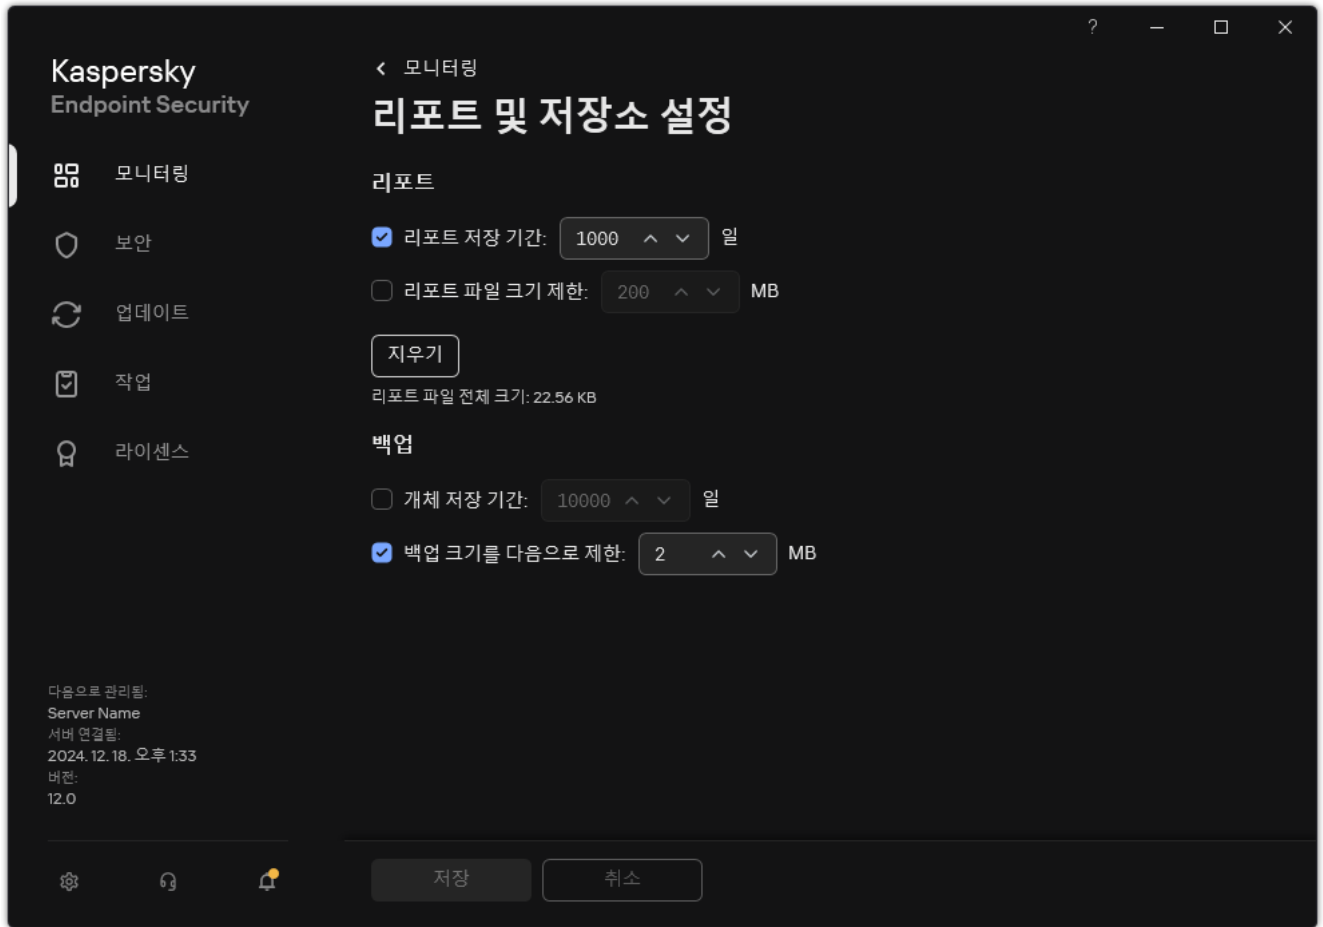 ?
Kaspersky
Endpoint Security
모니터링
보안
업데이트
작업
라이센스
다음으로 관리됨:
Server Name
서버 연결됨:
2024. 12. 18. 오후 1:33
버전:
12.0
모니터링
리포트 및 저장소 설정
리포트
리포트 저장 기간: 1000 일
리포트 파일 크기 제한: 200 MB
지우기
리포트 파일 전체 크기: 22.56 KB
백업
개체 저장 기간: 10000 일
백업 크기를 다음으로 제한: 2 MB
저장 취소